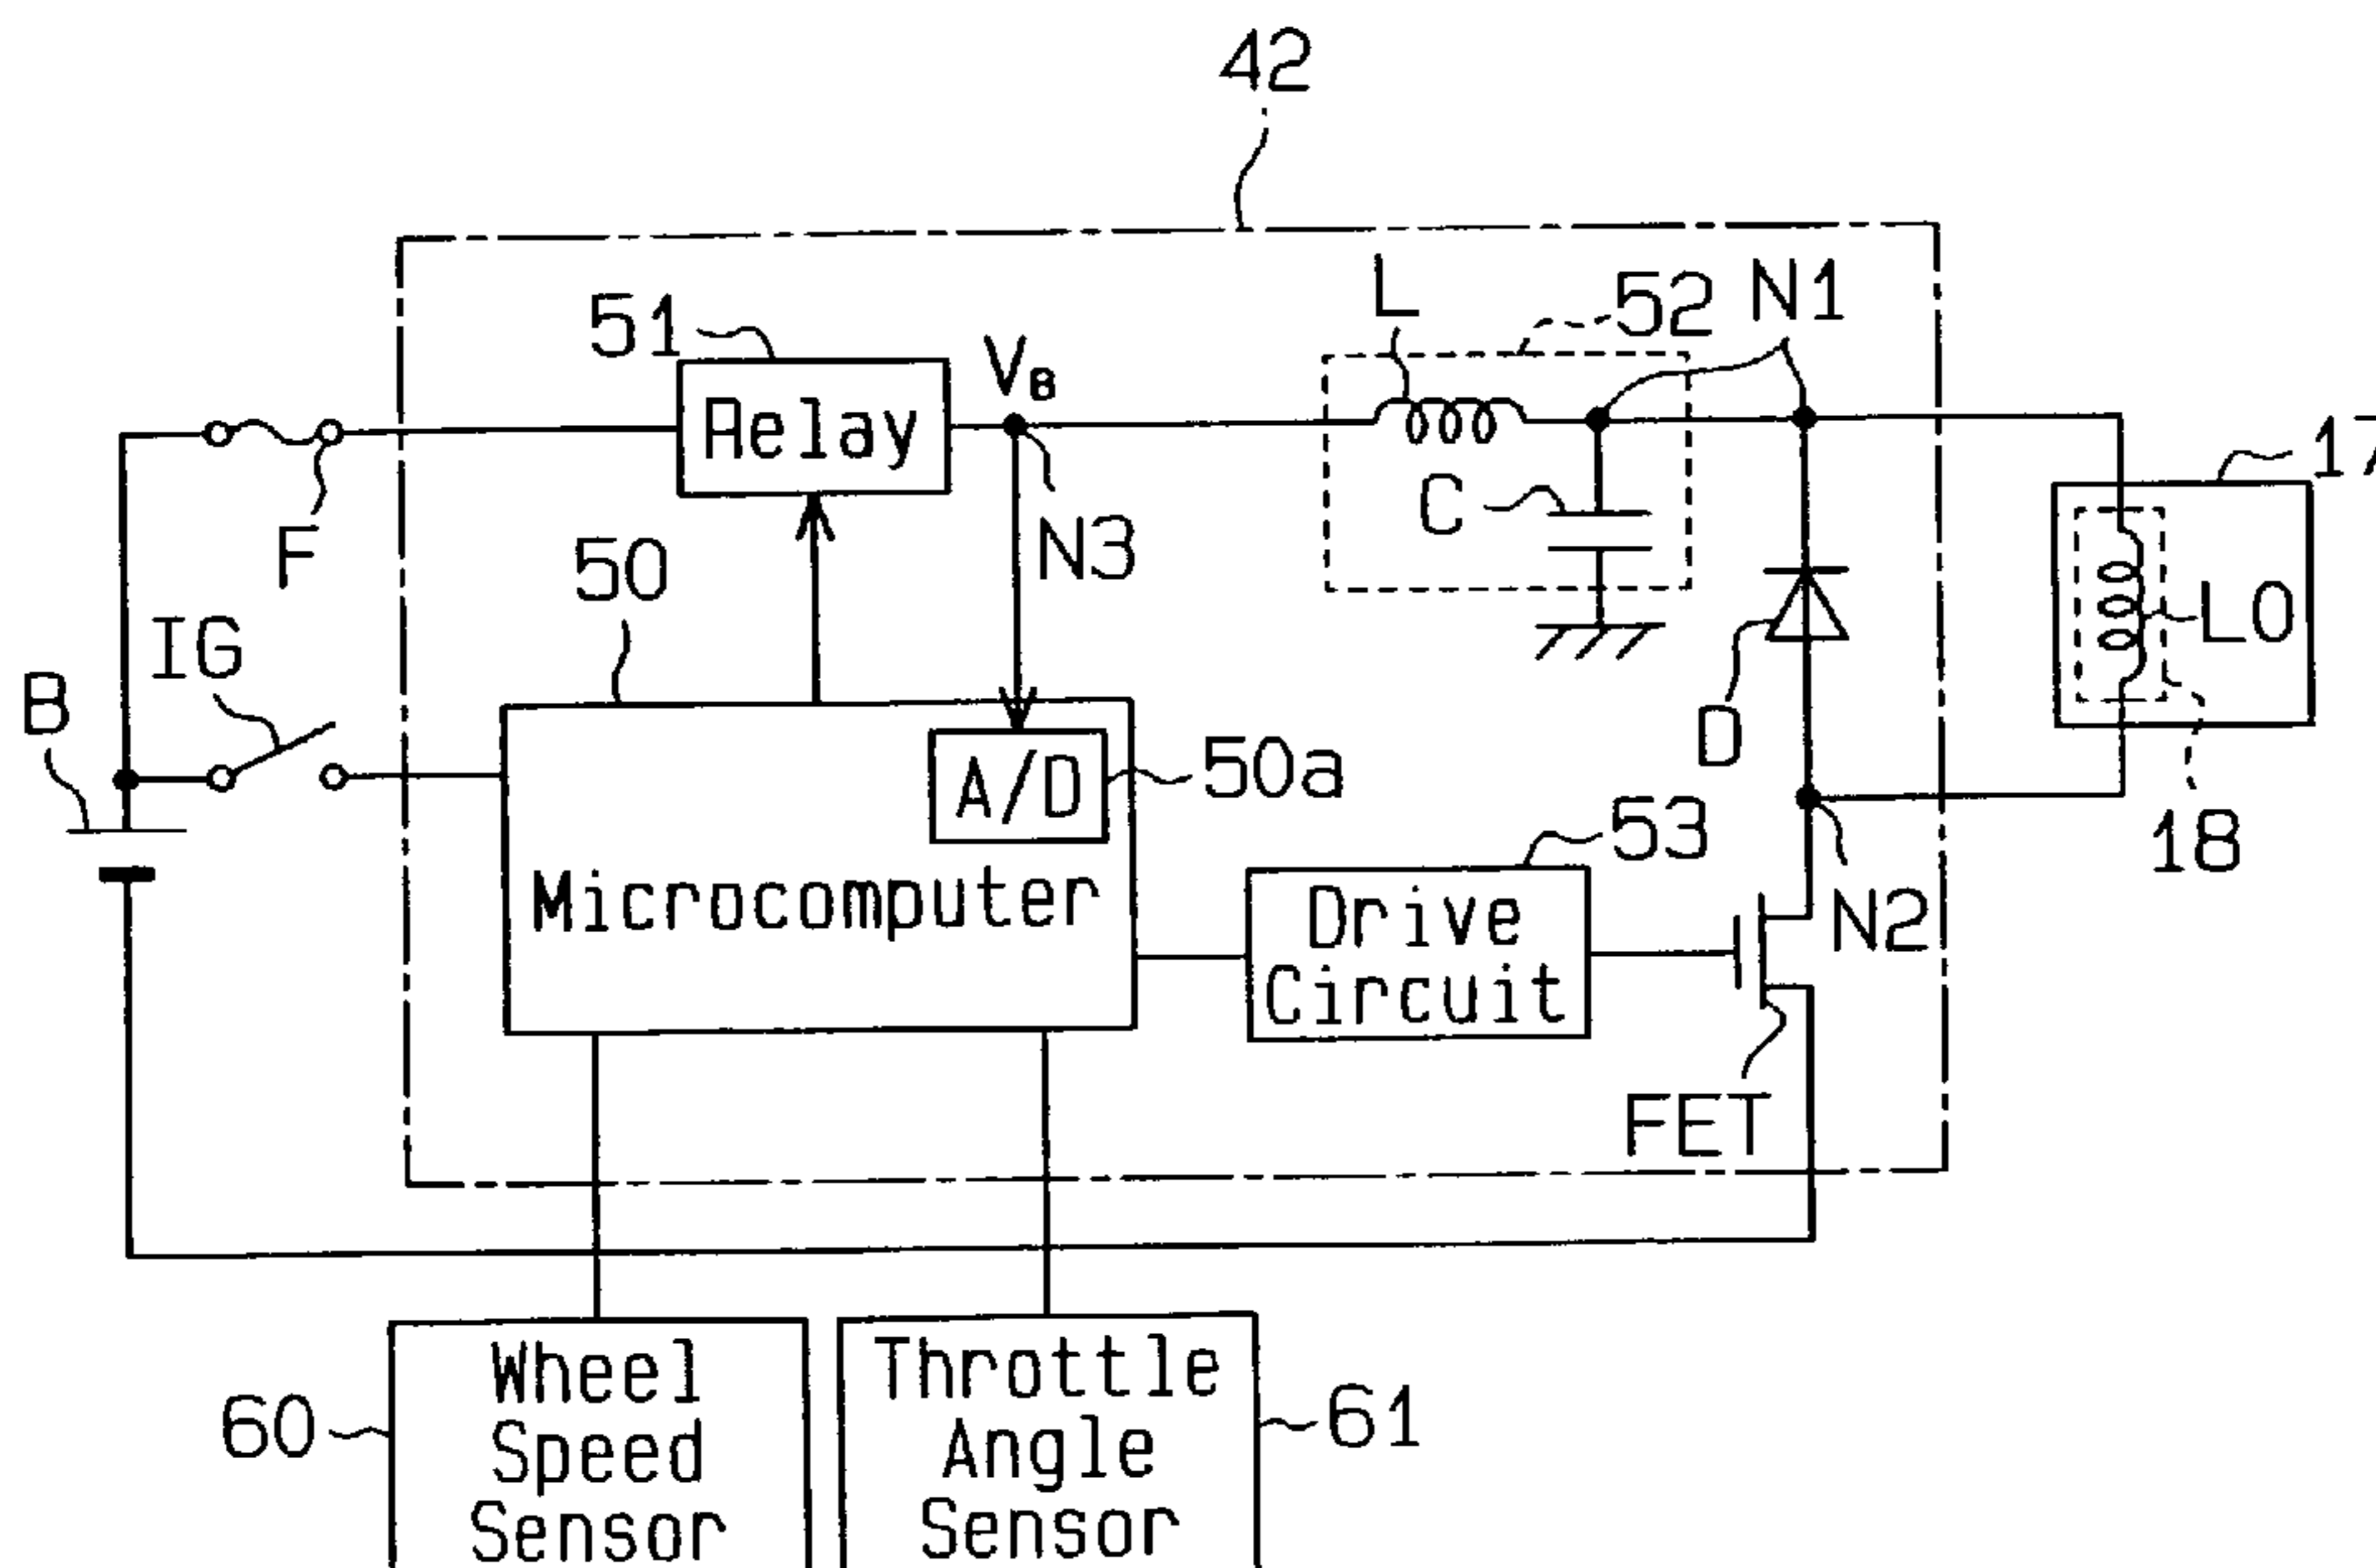 42
L
52
N1
51
VB
Relay
17
F
C
N3
50
IG
L0
B
D
A/D
50a
53
18
Microcomputer
Drive
Circuit
N2
FET
Wheel
Speed
Sensor
60
Throttle
Angle
Sensor
61